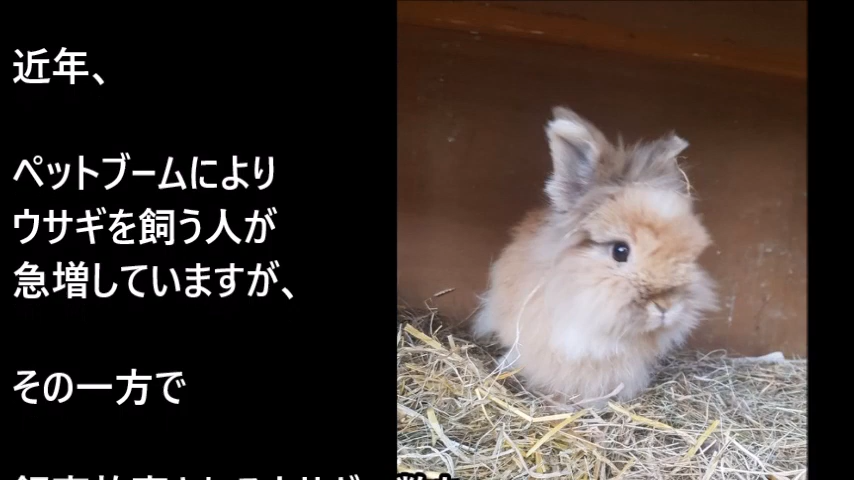 近年、
ペットブームにより
ウサギを飼う人が
急増していますが、
その一方で